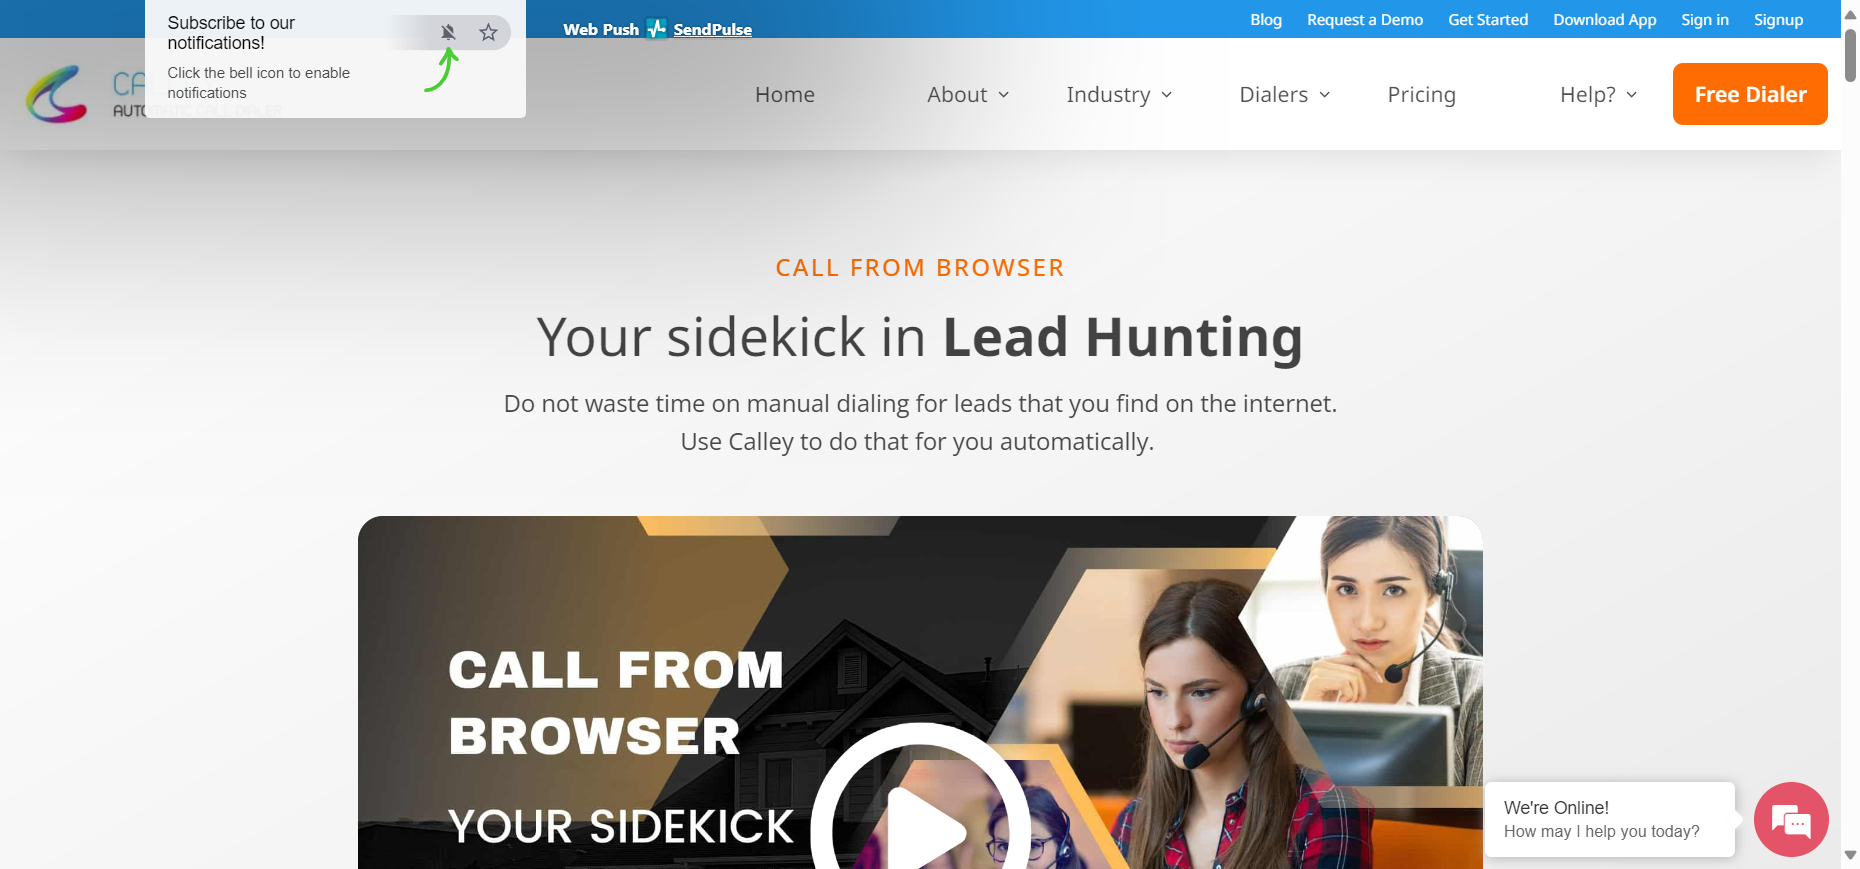 Subscribe to our
notifications!
Click the bell icon to enable
notifications
Web Push SendPulse
Blog Request a Demo Get Started Download App Sign in Signup
AUTOMATIC CALL DIALER
Home About Industry Dialers Pricing Help? Free Dialer
CALL FROM BROWSER
Your sidekick in Lead Hunting
Do not waste time on manual dialing for leads that you find on the internet.
Use Calley to do that for you automatically.
CALL FROM
BROWSER
YOUR SIDEKICK
We're Online!
How may I help you today?